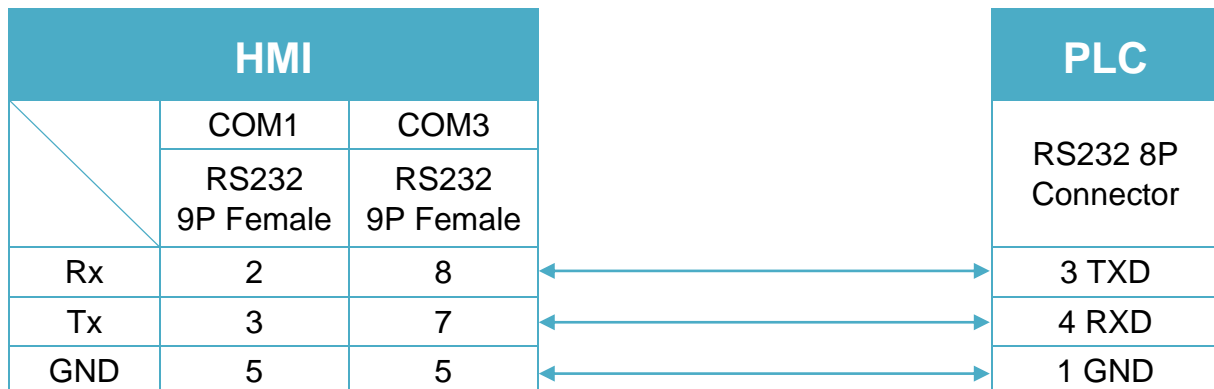 HMI
PLC
COM1 COM3
RS232 9P Female
RS232 9P Female
RS232 8P Connector
Rx 2 8 3 TXD
Tx 3 7 4 RXD
GND 5 5 1 GND